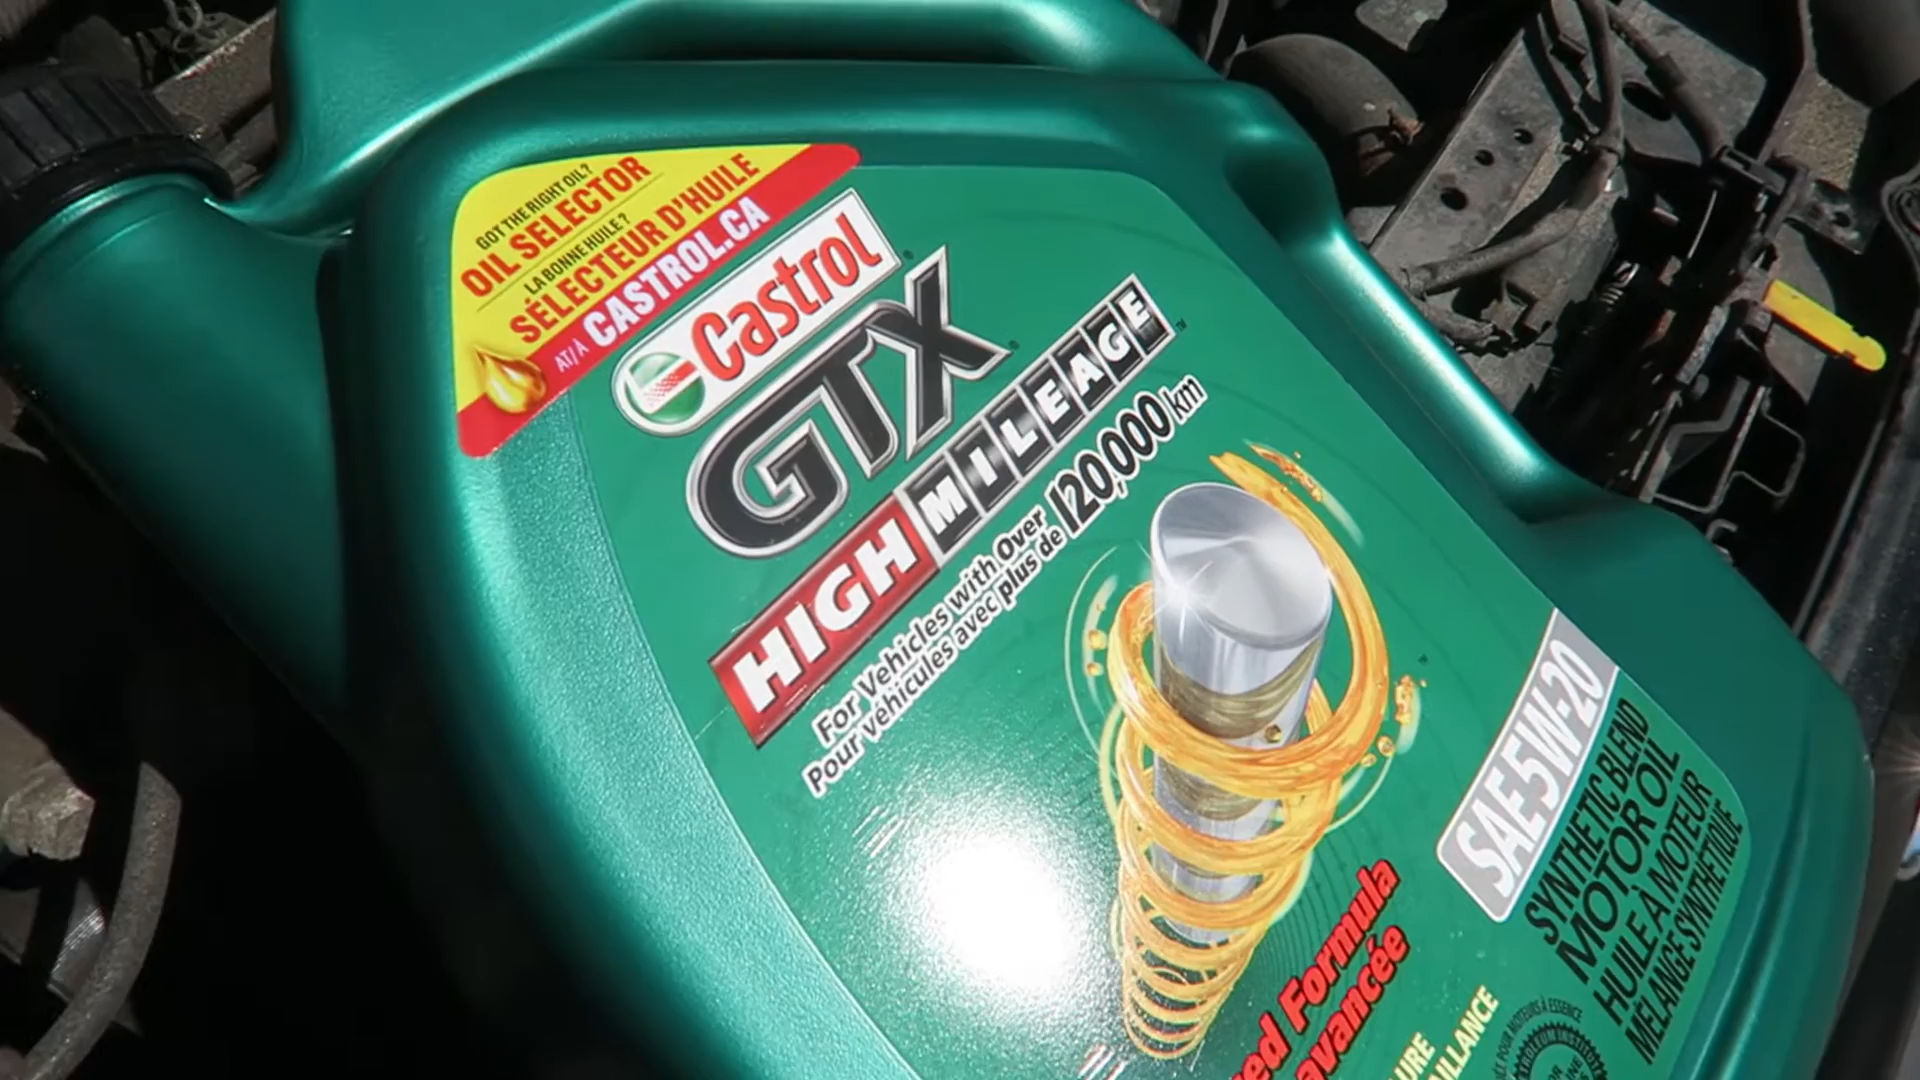 GOT THE RIGHT OIL?
OIL SELECTOR
LA BONNE HUILE?
SÉLECTEUR D'HUILE
AT/À CASTROL.CA
Castrol
GTX
HIGH MILEAGE
For Vehicles with Over
Pour véhicules avec plus de
120,000 km
SAE 5W-20
SYNTHETIC BLEND
MOTOR OIL
HUILE À MOTEUR
MÉLANGE SYNTHÉTIQUE
Formula
avancée